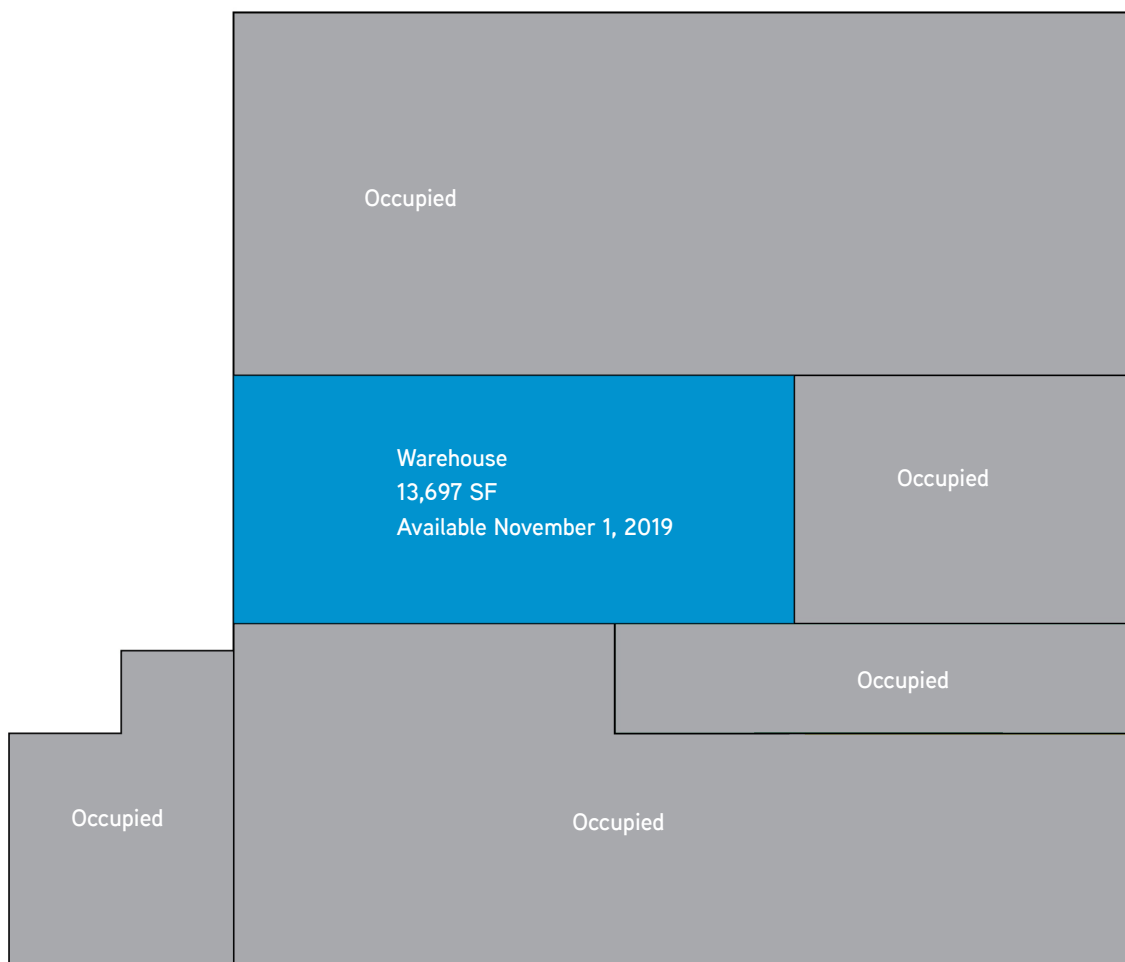 Occupied
Warehouse
13,697 SF
Available November 1, 2019
Occupied
Occupied
Occupied
Occupied